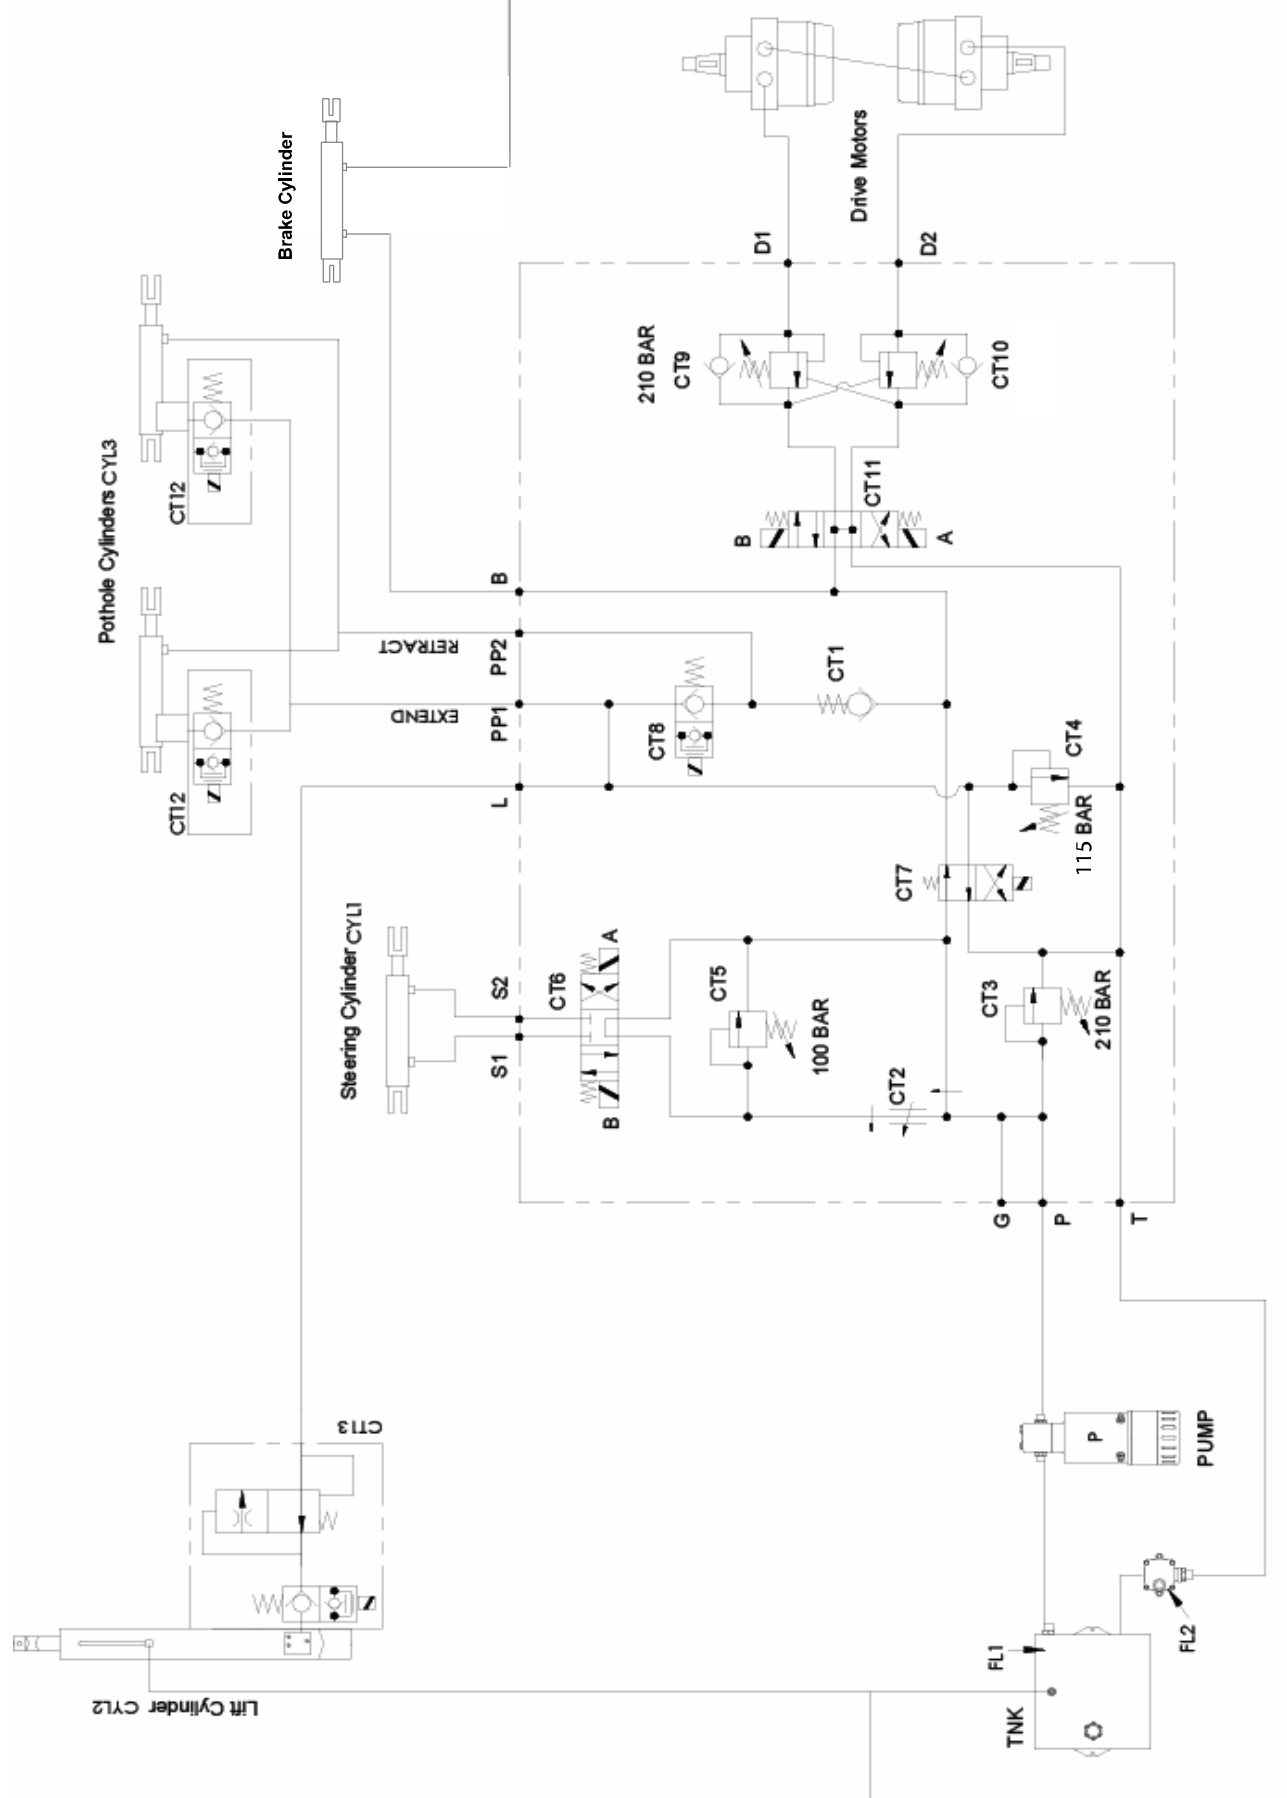 Drive Motors
Brake Cylinder
D1
D2
210 BAR
CT9
CT10
Pothole Cylinders CYL3
CT12
CT11
B
A
B
RETRACT
PP2
CT1
EXTEND
PP1
CT8
CT4
115 BAR
CT12
L
CT7
Steering Cylinder CYL1
A
S2
CT6
CT5
CT3
S1
100 BAR
210 BAR
CT2
B
G
P
T
CT13
P
PUMP
FL1
FL2
Lift Cylinder CYL2
TNK